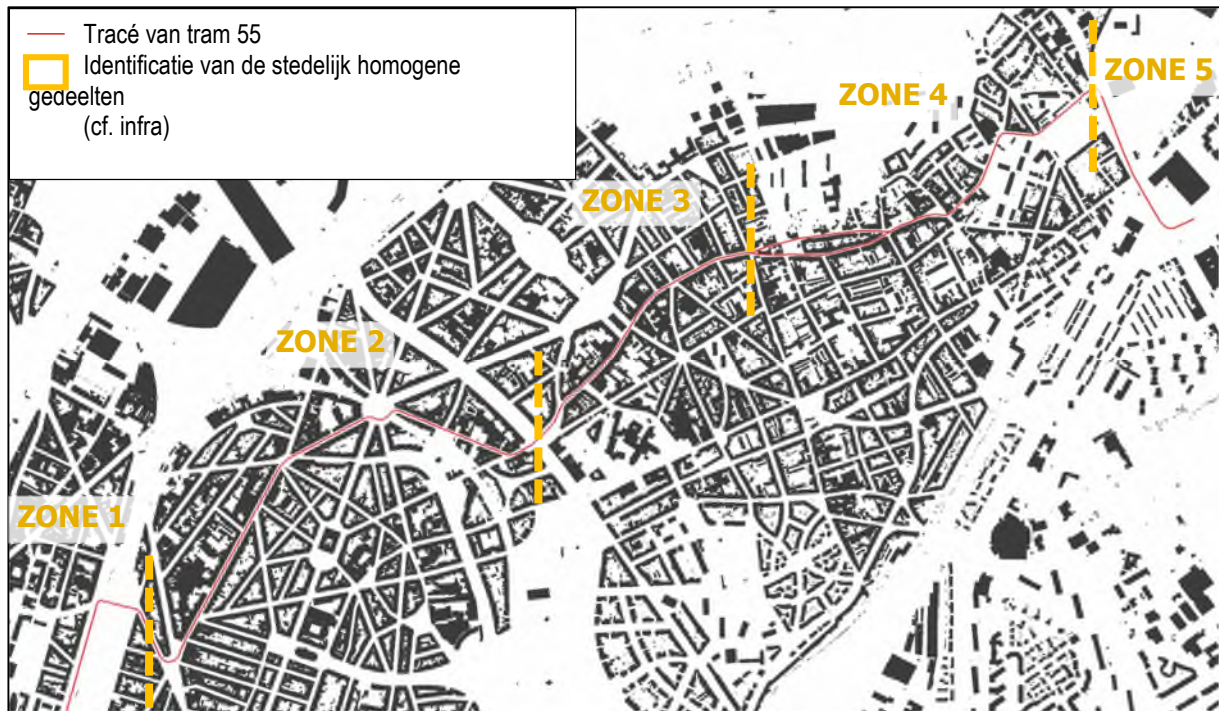 Tracé van tram 55
Identificatie van de stedelijk homogene
gedeelten
(cf. infra)
ZONE 5
ZONE 4
ZONE 3
ZONE 2
ZONE 1